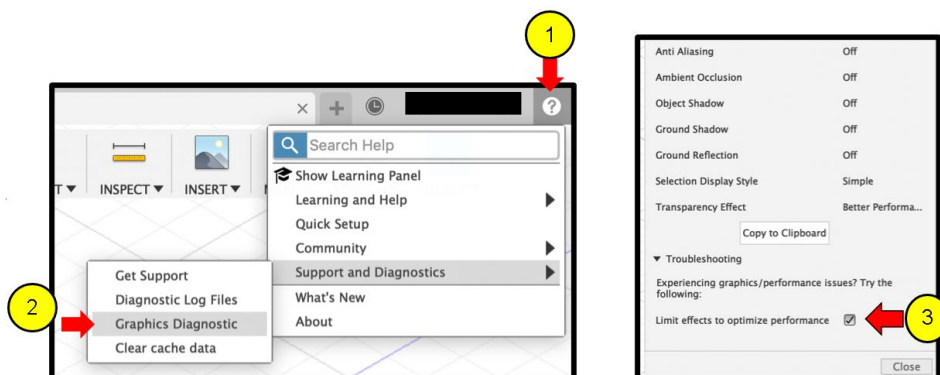 1
Search Help
Show Learning Panel
INSPECT ▼ INSERT ▼
Learning and Help
Quick Setup
Community
Support and Diagnostics
What's New
About
2
Get Support
Diagnostic Log Files
Graphics Diagnostic
Clear cache data
Anti Aliasing Off
Ambient Occlusion Off
Object Shadow Off
Ground Shadow Off
Ground Reflection Off
Selection Display Style Simple
Transparency Effect Better Performa...
Copy to Clipboard
▼ Troubleshooting
Experiencing graphics/performance issues? Try the
following:
Limit effects to optimize performance
3
Close